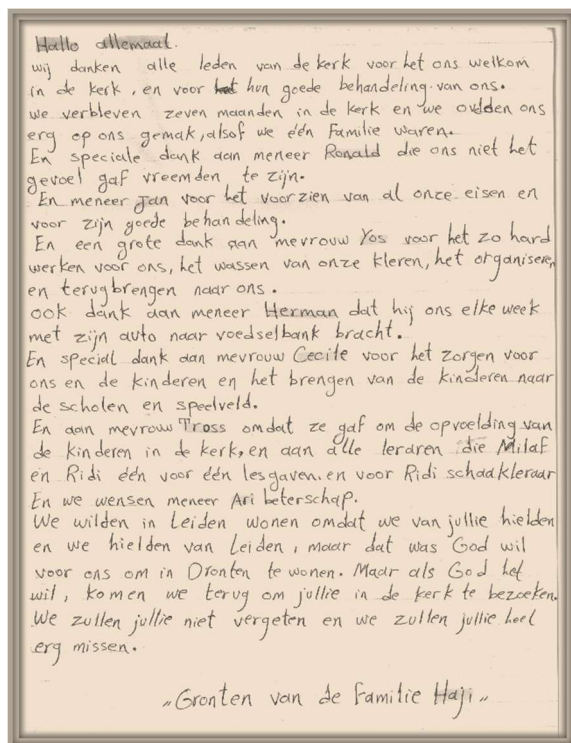 Hallo allemaal.
wij danken alle leden van de kerk voor het ons welkom
in de kerk, en voor hun goede behandeling van ons.
we verbleven zeven maanden in de kerk en we ons
erg op ons gemak, alsof we één Familie waren.
En speciale dank aan meneer Ronald die ons niet het
gevoel gaf vreemden te zijn.
En meneer Jan voor het voorzien van al onze eisen en
voor zijn goede behandeling.
En een grote dank aan mevrouw Yos voor het zo hard
werken voor ons, het wassen van onze kleren, het organiseren
en terugbrengen naar ons.
ook dank aan meneer Herman dat hij ons elke week
met zijn auto naar voedselbank bracht.
En special dank aan mevrouw Cecile voor het zorgen voor
ons en de kinderen en het brengen van de kinderen naar
de scholen en speelveld.
En aan mevrouw Tross omdat ze gaf om de opvoelding van
de kinderen in de kerk, en aan alle leraren die Milaf
en Ridi één voor één lesgaven. en voor Ridi schaakleraar
En we wensen meneer Ari beterschap.
We wilden in Leiden wonen omdat we van jullie hielden
en we hielden van Leiden, maar dat was God wil
voor ons om in Dronten te wonen. Maar als God het
wil, komen we terug om jullie in de kerk te bezoeken.
We zullen jullie niet vergeten en we zullen jullie heel
erg missen.
"Gronten van de Familie Haji"